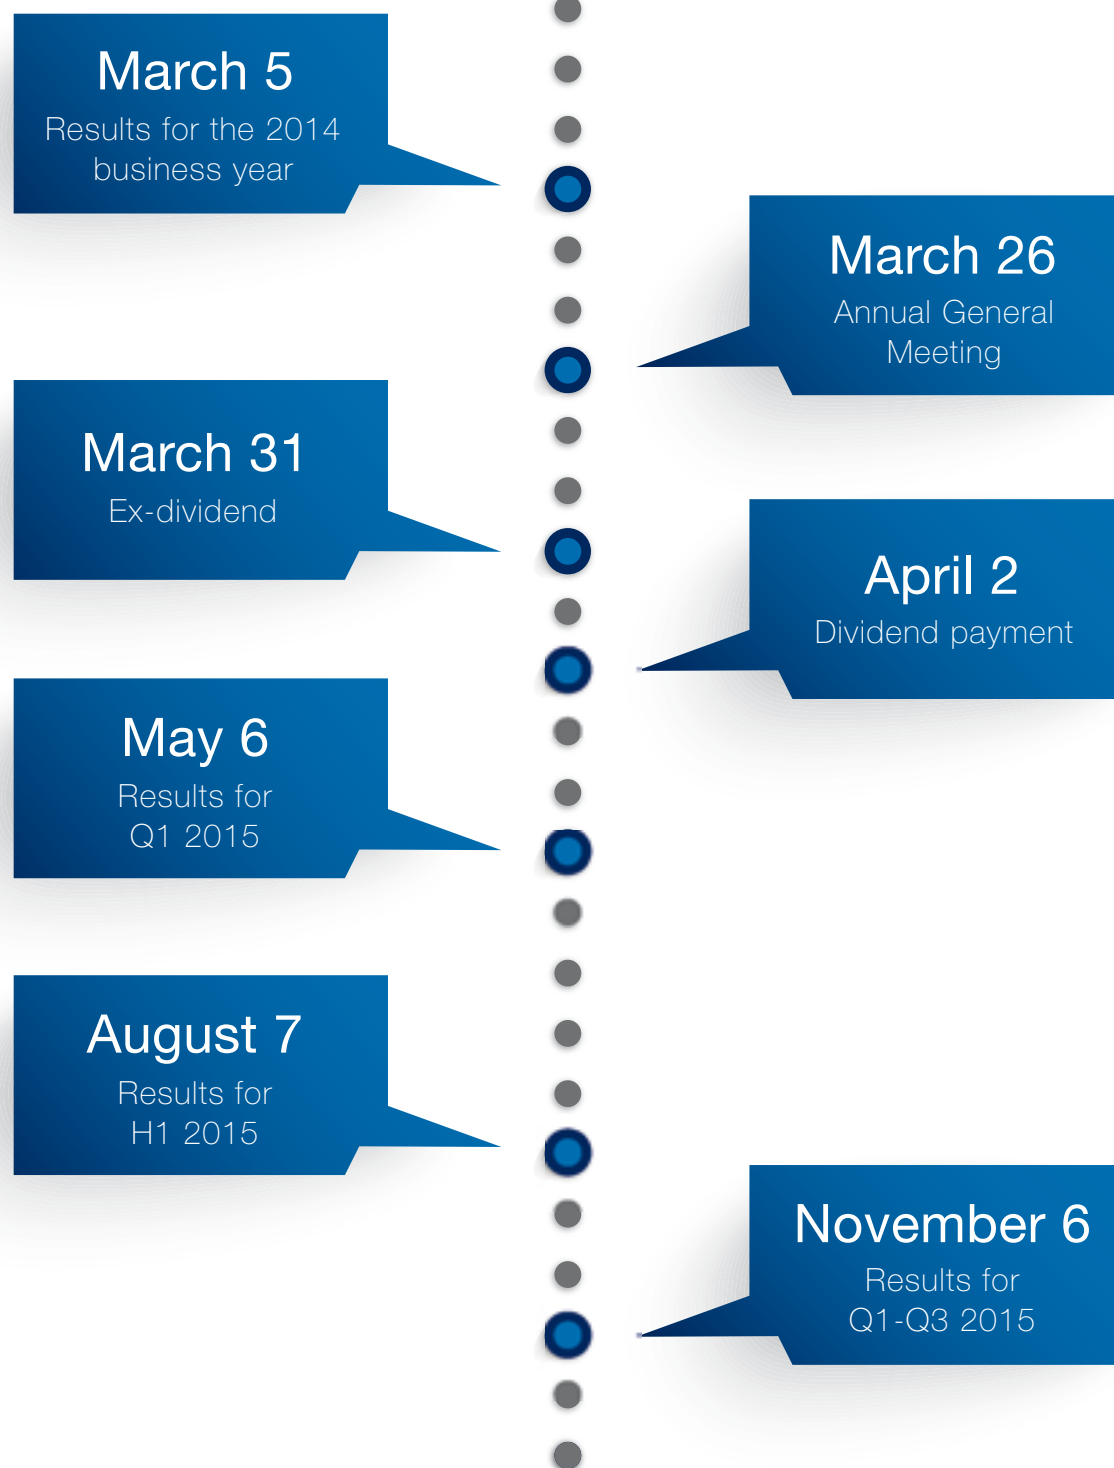 March 5
Results for the 2014
business year
March 26
Annual General
Meeting
March 31
Ex-dividend
April 2
Dividend payment
May 6
Results for
Q1 2015
August 7
Results for
H1 2015
November 6
Results for
Q1-Q3 2015